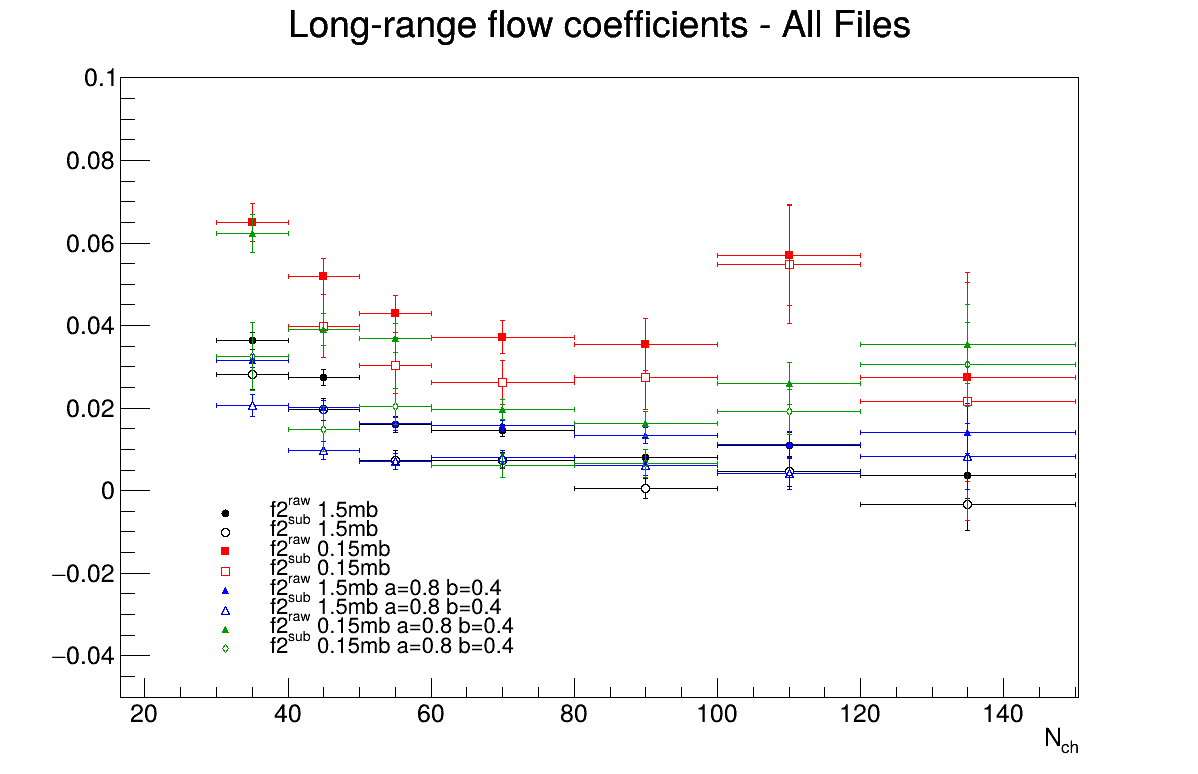 Long-range flow coefficients - All Files
0.1
0.08
0.06
0.04
0.02
0
−0.02
−0.04
f2raw 1.5mb
f2sub 1.5mb
f2raw 0.15mb
f2sub 0.15mb
f2raw 1.5mb a=0.8 b=0.4
f2sub 1.5mb a=0.8 b=0.4
f2raw 0.15mb a=0.8 b=0.4
f2sub 0.15mb a=0.8 b=0.4
20 40 60 80 100 120 140
Nch